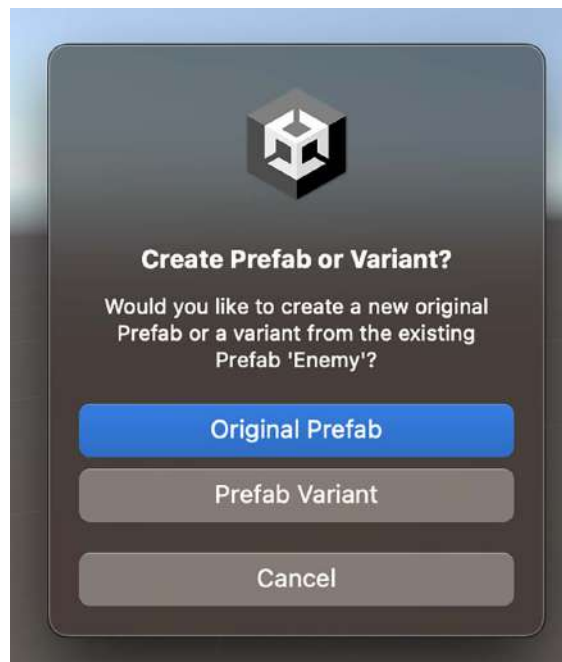 Create Prefab or Variant?
Would you like to create a new original
Prefab or a variant from the existing
Prefab 'Enemy'?
Original Prefab
Prefab Variant
Cancel